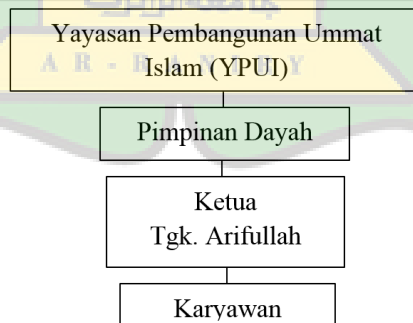 Yayasan Pembangunan Ummat
Islam (YPUI)
Pimpinan Dayah
Ketua
Tgk. Arifullah
Karyawan